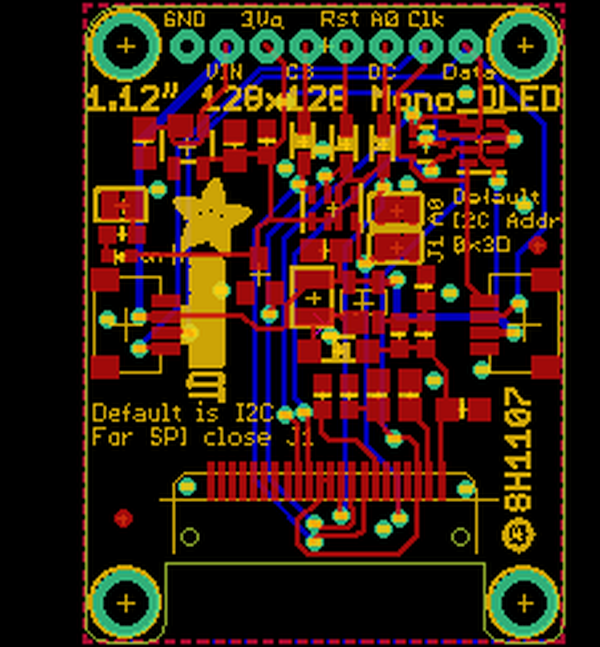 GND 3Vo Rst A0 Clk
VIN CS DC Data
1.12" 128x128 Mono OLED
Default
I2C Addr
0x3D
A0
J1
Default is I2C
For SPI close J1
SH1107